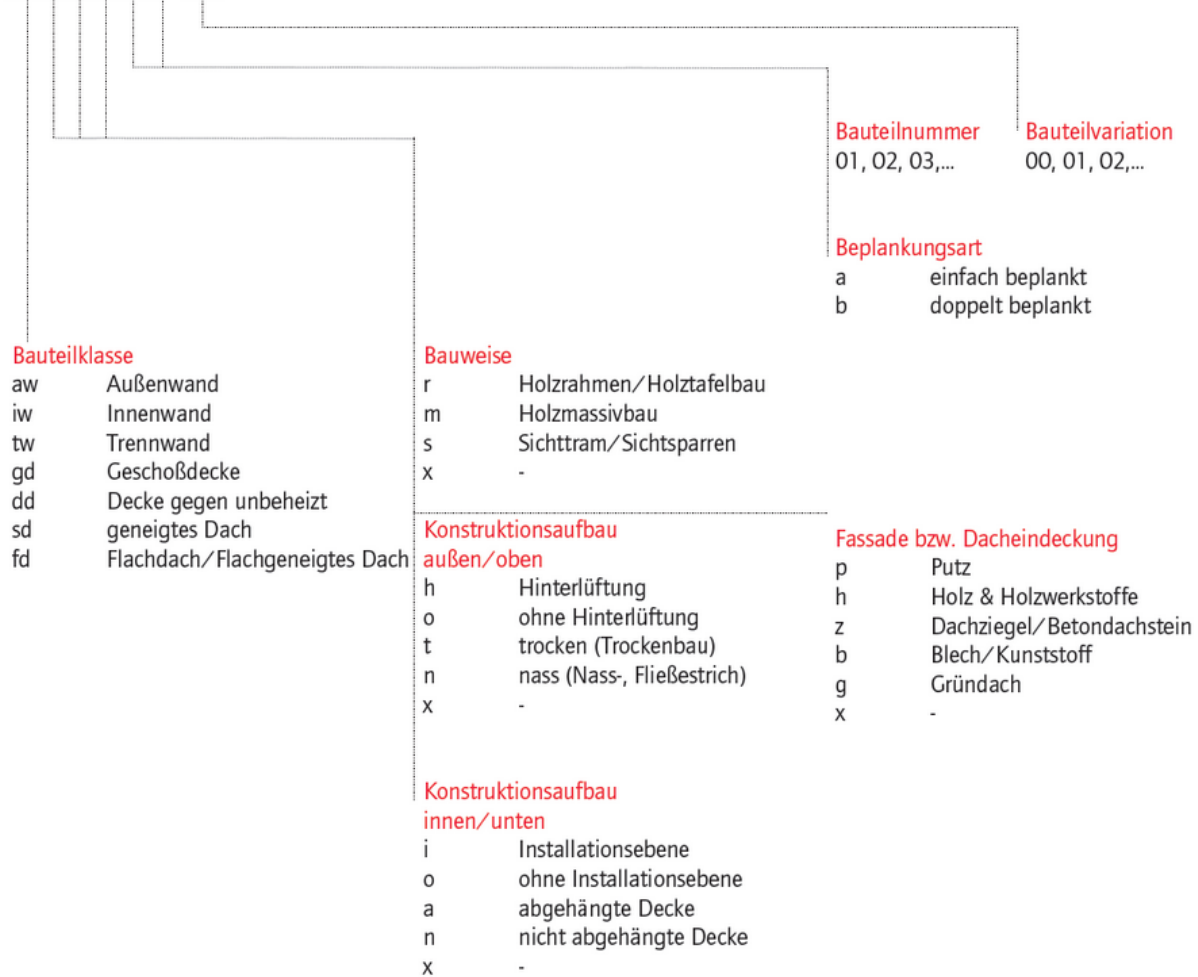 Bauteilnummer
01, 02, 03,...
Bauteilvariation
00, 01, 02,...
Beplankungsart
a einfach beplankt
b doppelt beplankt
Bauteilklasse
aw Außenwand
iw Innenwand
tw Trennwand
gd Geschoßdecke
dd Decke gegen unbeheizt
sd geneigtes Dach
fd Flachdach/Flachgeneigtes Dach
Bauweise
r Holzrahmen/Holztafelbau
m Holzmassivbau
s Sichttram/Sichtsparren
x -
Konstruktionsaufbau
außen/oben
h Hinterlüftung
o ohne Hinterlüftung
t trocken (Trockenbau)
n nass (Nass-, Fließestrich)
x -
Fassade bzw. Dacheindeckung
p Putz
h Holz & Holzwerkstoffe
z Dachziegel/Betondachstein
b Blech/Kunststoff
g Gründach
x -
Konstruktionsaufbau
innen/unten
i Installationsebene
o ohne Installationsebene
a abgehängte Decke
n nicht abgehängte Decke
x -